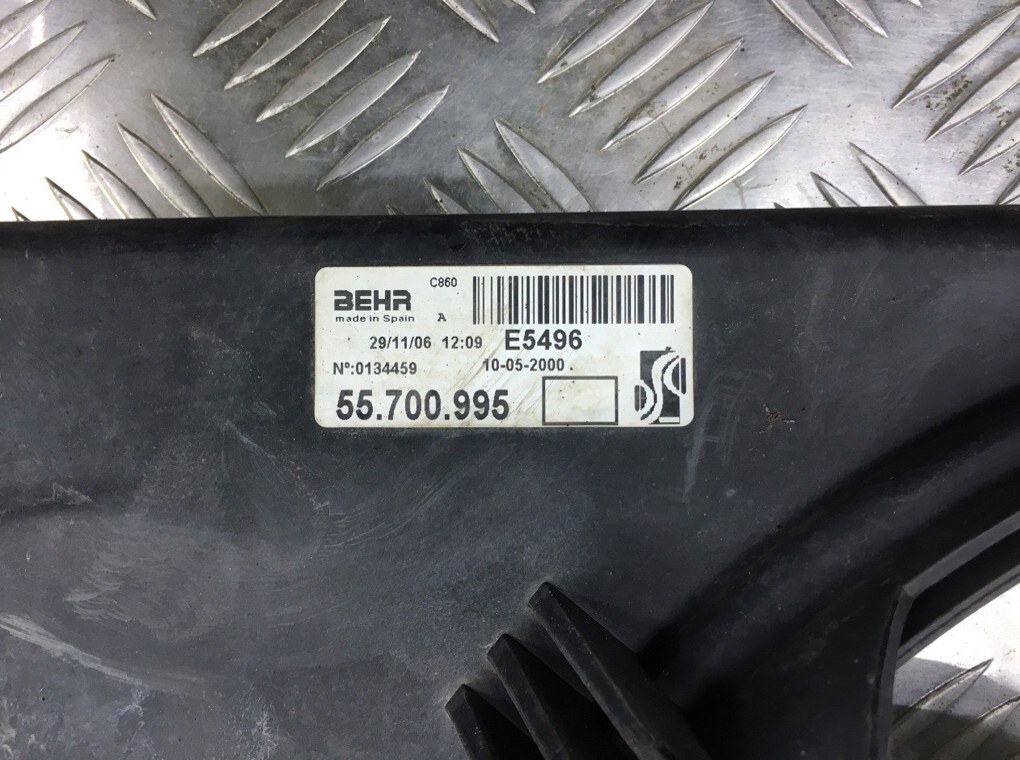 C860
BEHR
made in Spain A
29/11/06 12:09 E5496
Nº:0134459 10-05-2000.
55.700.995